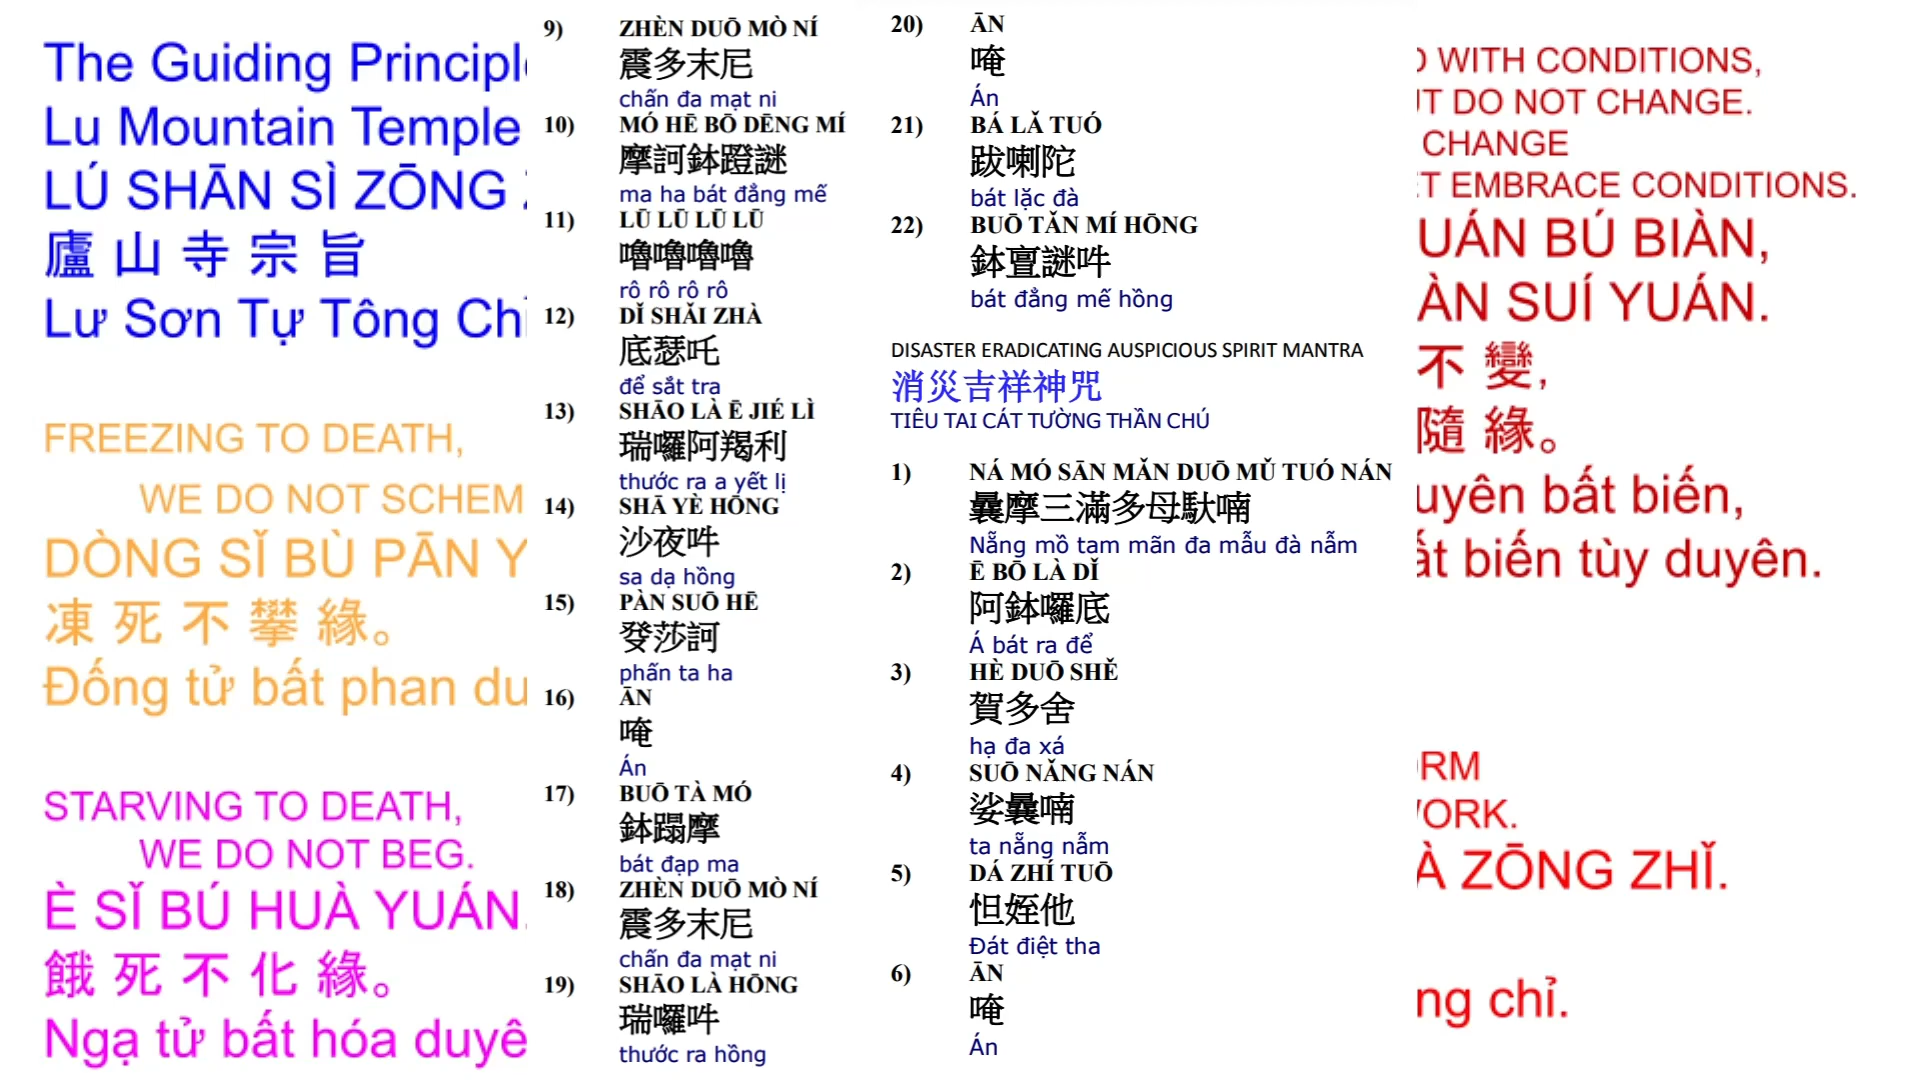 The Guiding Principl
Lu Mountain Temple
LÚ SHĀN SÌ ZŌNG
廬 山 寺 宗 旨
Lư Sơn Tự Tông Chỉ
FREEZING TO DEATH,
WE DO NOT SCHEM
DÒNG SǏ BÙ PĀN Y
凍 死 不 攀 緣。
Đống tử bất phan du
STARVING TO DEATH,
WE DO NOT BEG.
È SǏ BÚ HUÀ YUÁN.
餓 死 不 化 緣。
Ngạ tử bất hóa duyê
9) ZHÈN DUŌ MÒ NÍ
震多末尼
chấn đa mạt ni
10) MÓ HĒ BŌ DĒNG MÍ
摩訶鉢蹬謎
ma ha bát đẳng mế
11) LŪ LŪ LŪ LŪ
嚕嚕嚕嚕
rô rô rô rô
12) DǏ SHǍI ZHÀ
底瑟吒
để sắt tra
13) SHĀO LÀ Ē JIÉ LÌ
瑞囉阿羯利
thước ra a yết lị
14) SHĀ YÈ HŌNG
沙夜吽
sa dạ hồng
15) PÀN SUŌ HĒ
癹莎訶
phấn ta ha
16) ĀN
唵
Án
17) BUŌ TÀ MÓ
鉢蹋摩
bát đạp ma
18) ZHÈN DUŌ MÒ NÍ
震多末尼
chấn đa mạt ni
19) SHĀO LÀ HŌNG
瑞囉吽
thước ra hồng
20) ĀN
唵
Án
21) BÁ LǍ TUÓ
跋喇陀
bát lặc đà
22) BUŌ TǍN MÍ HŌNG
鉢亶謎吽
bát đẳng mế hồng
DISASTER ERADICATING AUSPICIOUS SPIRIT MANTRA
消災吉祥神咒
TIÊU TAI CÁT TƯỜNG THẦN CHÚ
1) NÁ MÓ SĀN MǍN DUŌ MǓ TUÓ NÁN
曩摩三滿多母馱喃
Nẵng mồ tam mãn đa mẫu đà nẫm
2) Ē BŌ LÀ DǏ
阿鉢囉底
Á bát ra để
3) HÈ DUŌ SHĚ
賀多舍
hạ đa xá
4) SUŌ NǍNG NÁN
娑曩喃
ta nẵng nẫm
5) DÁ ZHÍ TUŌ
怛姪他
Đát điệt tha
6) ĀN
唵
Án
WITH CONDITIONS,
UT DO NOT CHANGE.
CHANGE
ET EMBRACE CONDITIONS.
UÁN BÚ BIÀN,
ÀN SUÍ YUÁN.
不 變,
隨 緣。
uyên bất biến,
ất biến tùy duyên.
RM
ORK.
À ZŌNG ZHǏ.
ng chỉ.